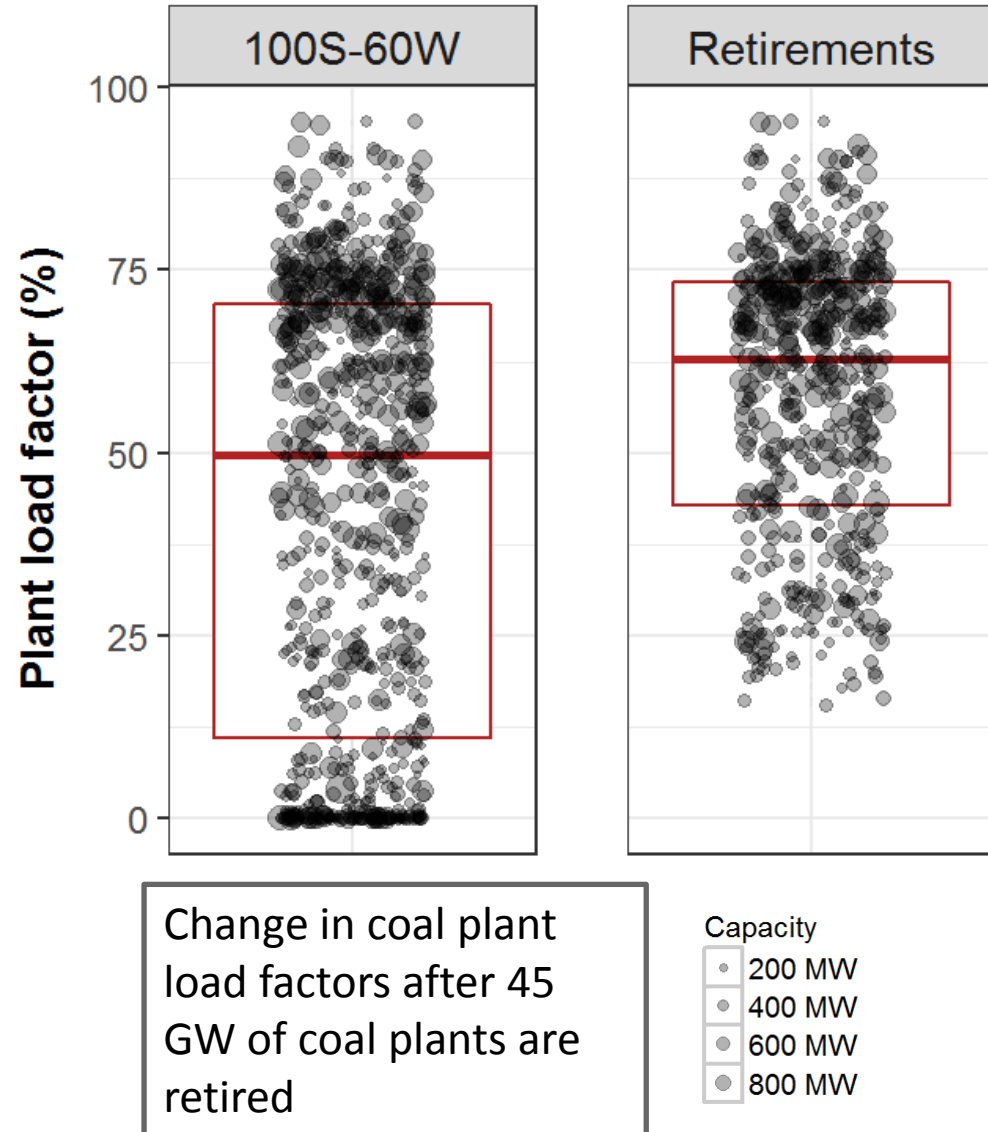 100S-60W
Retirements
Plant load factor (%)
100
75
50
25
0
Change in coal plant
load factors after 45
GW of coal plants are
retired
Capacity
200 MW
400 MW
600 MW
800 MW